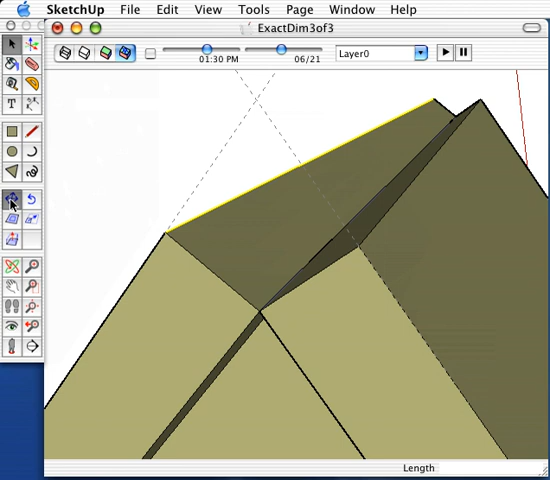 SketchUp File Edit View Tools Page Window Help
ExactDim3of3
01:30 PM 06/21 Layer0
T
Length